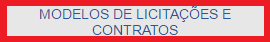 MODELOS DE LICITAÇÕES E
CONTRATOS